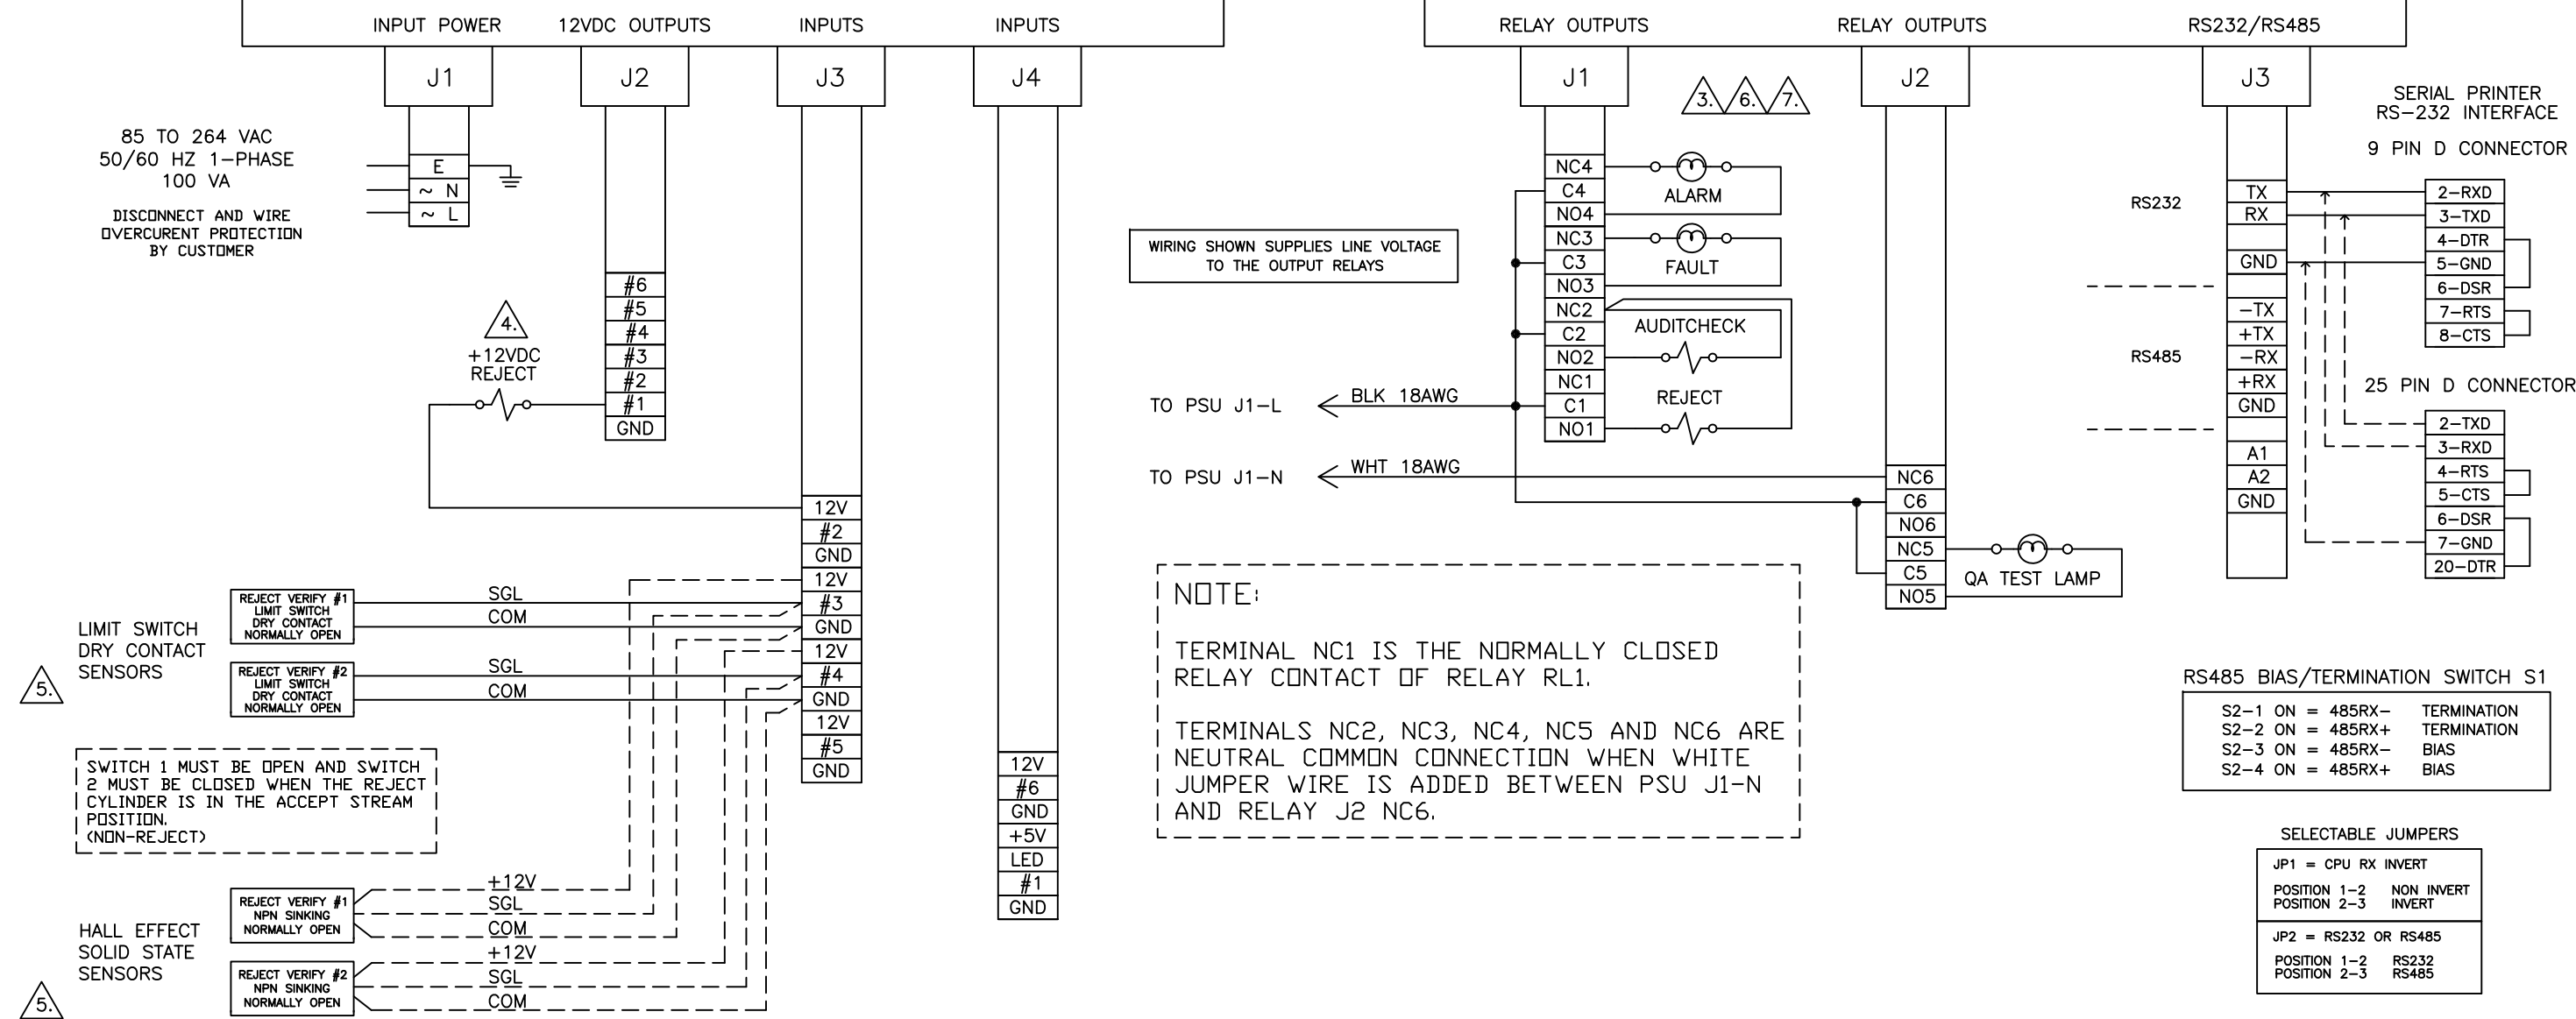 INPUT POWER
12VDC OUTPUTS
INPUTS
INPUTS
J1
J2
J3
J4
85 TO 264 VAC
50/60 HZ 1-PHASE
100 VA
DISCONNECT AND WIRE
OVERCURENT PROTECTION
BY CUSTOMER
E
~ N
~ L
#6
#5
#4
#3
#2
#1
GND
4.
+12VDC
REJECT
12V
#2
GND
12V
#3
GND
12V
#4
GND
12V
#5
GND
12V
#6
GND
+5V
LED
#1
GND
LIMIT SWITCH
DRY CONTACT
SENSORS
5.
REJECT VERIFY #1
LIMIT SWITCH
DRY CONTACT
NORMALLY OPEN
SGL
COM
REJECT VERIFY #2
LIMIT SWITCH
DRY CONTACT
NORMALLY OPEN
SGL
COM
SWITCH 1 MUST BE OPEN AND SWITCH
2 MUST BE CLOSED WHEN THE REJECT
CYLINDER IS IN THE ACCEPT STREAM
POSITION.
(NON-REJECT)
HALL EFFECT
SOLID STATE
SENSORS
5.
REJECT VERIFY #1
NPN SINKING
NORMALLY OPEN
+12V
SGL
COM
REJECT VERIFY #2
NPN SINKING
NORMALLY OPEN
+12V
SGL
COM
RELAY OUTPUTS
RELAY OUTPUTS
RS232/RS485
J1
3.
6.
7.
J2
J3
WIRING SHOWN SUPPLIES LINE VOLTAGE
TO THE OUTPUT RELAYS
NC4
C4
NO4
NC3
C3
NO3
NC2
C2
NO2
NC1
C1
NO1
ALARM
FAULT
AUDITCHECK
REJECT
TO PSU J1-L
BLK 18AWG
TO PSU J1-N
WHT 18AWG
NC6
C6
NO6
NC5
C5
NO5
QA TEST LAMP
NOTE:
TERMINAL NC1 IS THE NORMALLY CLOSED
RELAY CONTACT OF RELAY RL1.
TERMINALS NC2, NC3, NC4, NC5 AND NC6 ARE
NEUTRAL COMMON CONNECTION WHEN WHITE
JUMPER WIRE IS ADDED BETWEEN PSU J1-N
AND RELAY J2 NC6.
RS232
RS485
TX
RX
GND
-TX
+TX
-RX
+RX
GND
A1
A2
GND
SERIAL PRINTER
RS-232 INTERFACE
9 PIN D CONNECTOR
2-RXD
3-TXD
4-DTR
5-GND
6-DSR
7-RTS
8-CTS
25 PIN D CONNECTOR
2-TXD
3-RXD
4-RTS
5-CTS
6-DSR
7-GND
20-DTR
RS485 BIAS/TERMINATION SWITCH S1
S2-1 ON = 485RX- TERMINATION
S2-2 ON = 485RX+ TERMINATION
S2-3 ON = 485RX- BIAS
S2-4 ON = 485RX+ BIAS
SELECTABLE JUMPERS
JP1 = CPU RX INVERT
POSITION 1-2 NON INVERT
POSITION 2-3 INVERT
JP2 = RS232 OR RS485
POSITION 1-2 RS232
POSITION 2-3 RS485